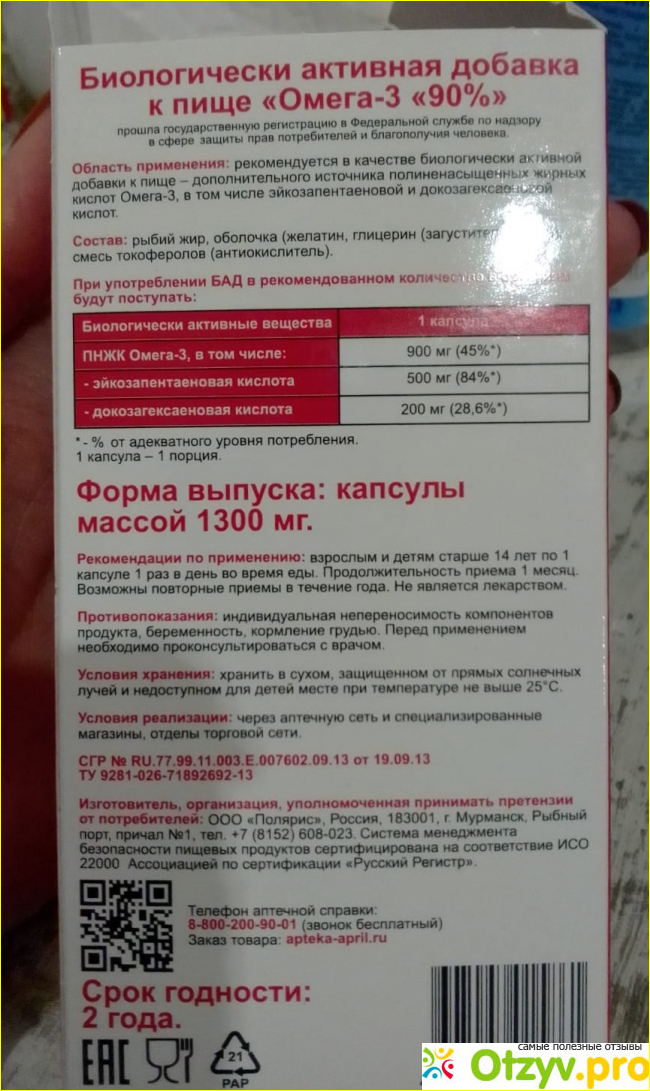 Биологически активная добавка
к пище «Омега-3 «90%»
прошла государственную регистрацию в Федеральной службе по надзору
в сфере защиты прав потребителей и благополучия человека.
Область применения: рекомендуется в качестве биологически активной
добавки к пище – дополнительного источника полиненасыщенных жирных
кислот Омега-3, в том числе эйкозапентаеновой и докозагексаеновой
кислот.
Состав: рыбий жир, оболочка (желатин, глицерин
смесь токоферолов (антиокислитель).
При употреблении БАД в рекомендованном количестве
будут поступать:
Биологически активные вещества 1 капсула
ПНЖК Омега-3, в том числе: 900 мг (45%*)
- эйкозапентаеновая кислота 500 мг (84%*)
- докозагексаеновая кислота 200 мг (28,6%*)
*- % от адекватного уровня потребления.
1 капсула – 1 порция.
Форма выпуска: капсулы
массой 1300 мг.
Рекомендации по применению: взрослым и детям старше 14 лет по 1
капсуле 1 раз в день во время еды. Продолжительность приема 1 месяц.
Возможны повторные приемы в течение года. Не является лекарством.
Противопоказания: индивидуальная непереносимость компонентов
продукта, беременность, кормление грудью. Перед применением
необходимо проконсультироваться с врачом.
Условия хранения: хранить в сухом, защищенном от прямых солнечных
лучей и недоступном для детей месте при температуре не выше 25°C.
Условия реализации: через аптечную сеть и специализированные
магазины, отделы торговой сети.
СГР № RU.77.99.11.003.Е.007602.09.13 от 19.09.13
ТУ 9281-026-71892692-13
Изготовитель, организация, уполномоченная принимать претензии
от потребителей: ООО «Полярис», Россия, 183001, г. Мурманск, Рыбный
порт, причал №1, тел. +7 (8152) 608-023. Система менеджмента
безопасности пищевых продуктов сертифицирована на соответствие ИСО
22000 Ассоциацией по сертификации «Русский Регистр».
Телефон аптечной справки:
8-800-200-90-01 (звонок бесплатный)
Заказ товара: apteka-april.ru
Срок годности:
2 года.
EAC
21
PAP
самые полезные отзывы
Otzyv.pro